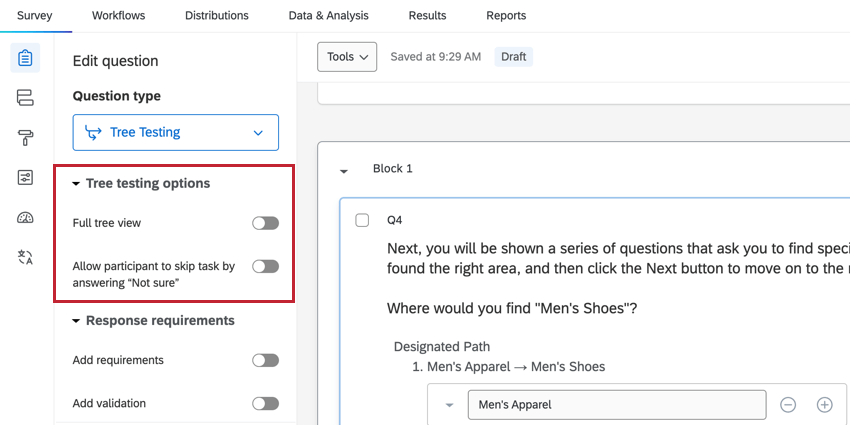 Survey
Workflows
Distributions
Data & Analysis
Results
Reports
Edit question
Question type
Tree Testing
Tree testing options
Full tree view
Allow participant to skip task by
answering “Not sure”
Response requirements
Add requirements
Add validation
Tools
Saved at 9:29 AM
Draft
Block 1
Q4
Next, you will be shown a series of questions that ask you to find
found the right area, and then click the Next button to move on to the
Where would you find "Men's Shoes"?
Designated Path
1. Men's Apparel → Men's Shoes
Men's Apparel